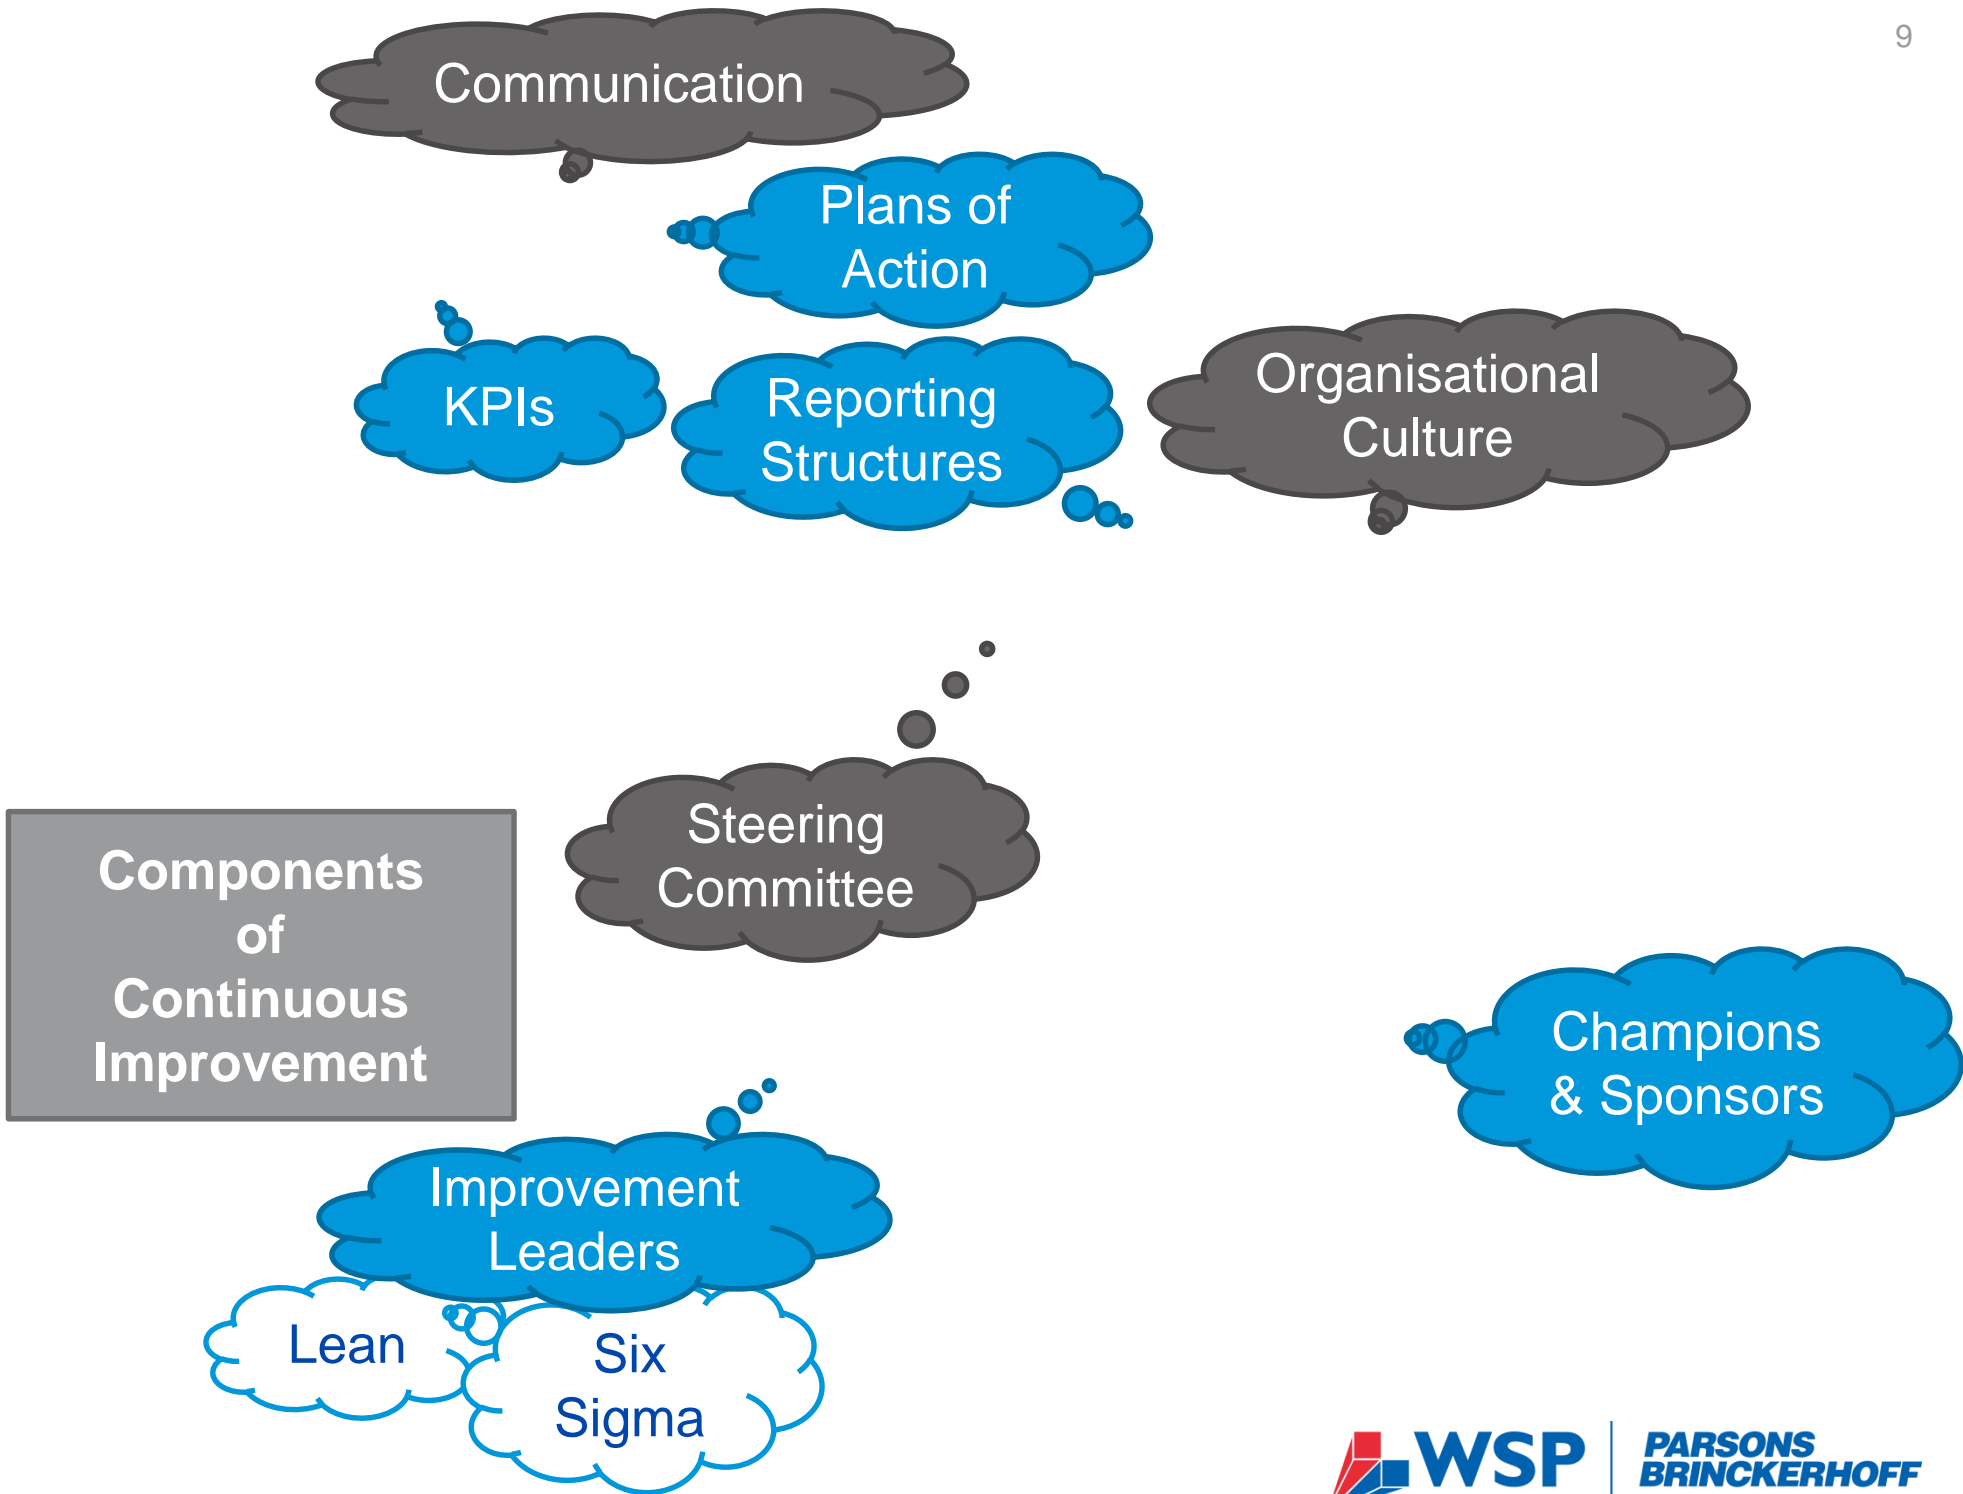 9
Communication
Plans of
Action
KPIs
Reporting
Structures
Organisational
Culture
Steering
Committee
Components
of
Continuous
Improvement
Champions
& Sponsors
Improvement
Leaders
Lean
Six
Sigma
WSP
PARSONS
BRINCKERHOFF